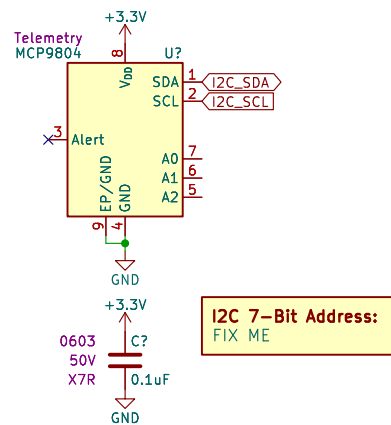 +3.3V
Telemetry
MCP9804
U?
8
VDD
SDA
1
I2C_SDA
SCL
2
I2C_SCL
3
Alert
A0
7
A1
6
A2
5
EP/GND
GND
9
4
GND
+3.3V
0603
C?
50V
X7R
0.1uF
GND
I2C 7-Bit Address:
FIX ME